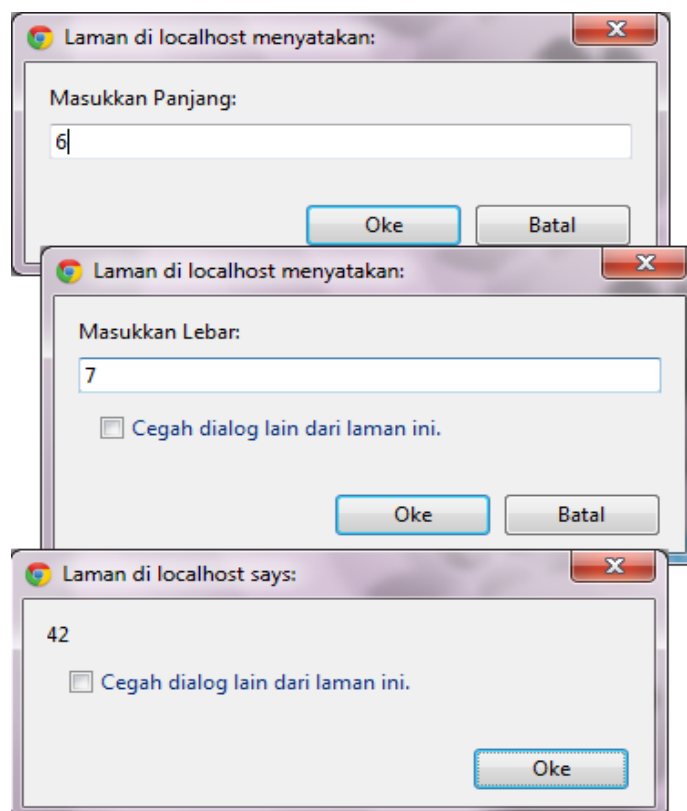 Laman di localhost menyatakan:
Masukkan Panjang:
6
Oke Batal
Laman di localhost menyatakan:
Masukkan Lebar:
7
Cegah dialog lain dari laman ini.
Oke Batal
Laman di localhost says:
42
Cegah dialog lain dari laman ini.
Oke